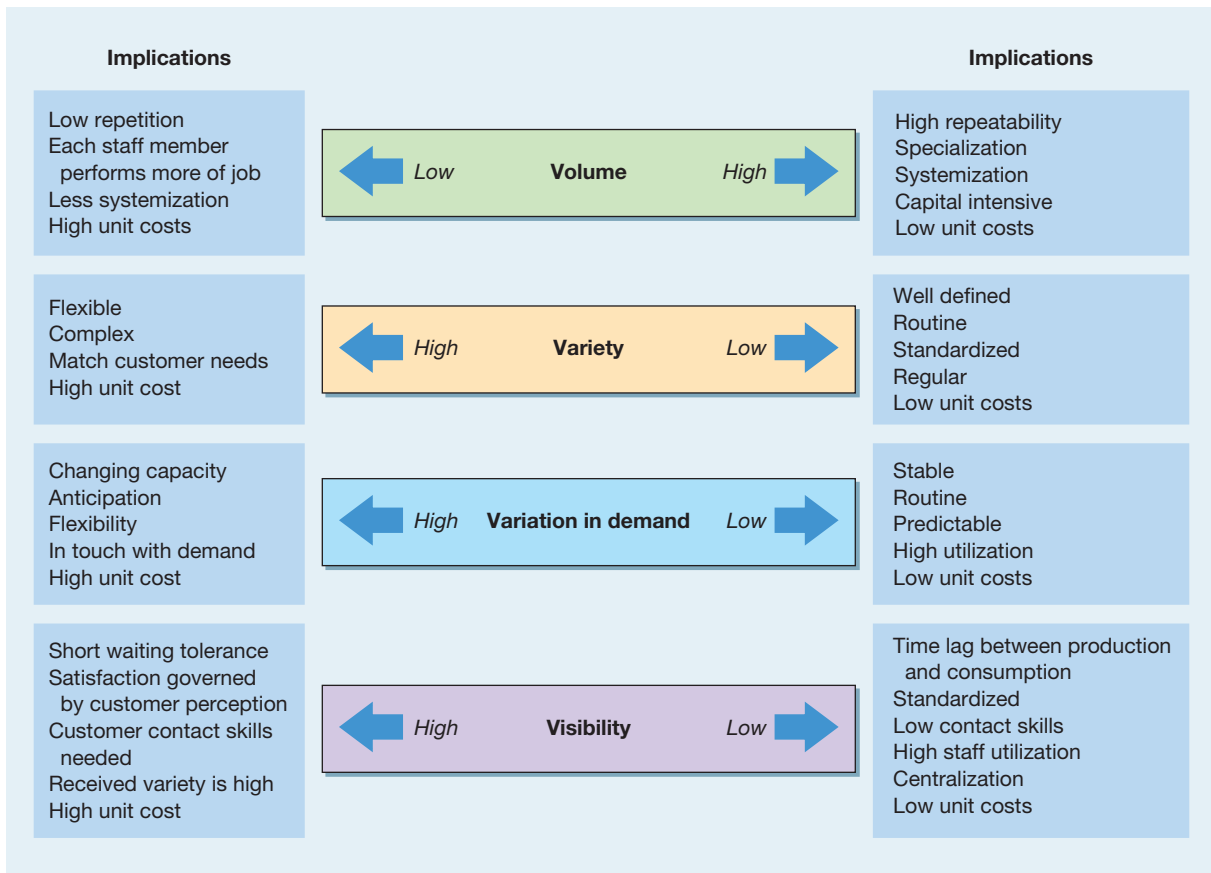 Implications
Implications
Low repetition
Each staff member
performs more of job
Less systemization
High unit costs
Low
Volume
High
High repeatability
Specialization
Systemization
Capital intensive
Low unit costs
Flexible
Complex
Match customer needs
High unit cost
High
Variety
Low
Well defined
Routine
Standardized
Regular
Low unit costs
Changing capacity
Anticipation
Flexibility
In touch with demand
High unit cost
High
Variation in demand
Low
Stable
Routine
Predictable
High utilization
Low unit costs
Short waiting tolerance
Satisfaction governed
by customer perception
Customer contact skills
needed
Received variety is high
High unit cost
High
Visibility
Low
Time lag between production
and consumption
Standardized
Low contact skills
High staff utilization
Centralization
Low unit costs